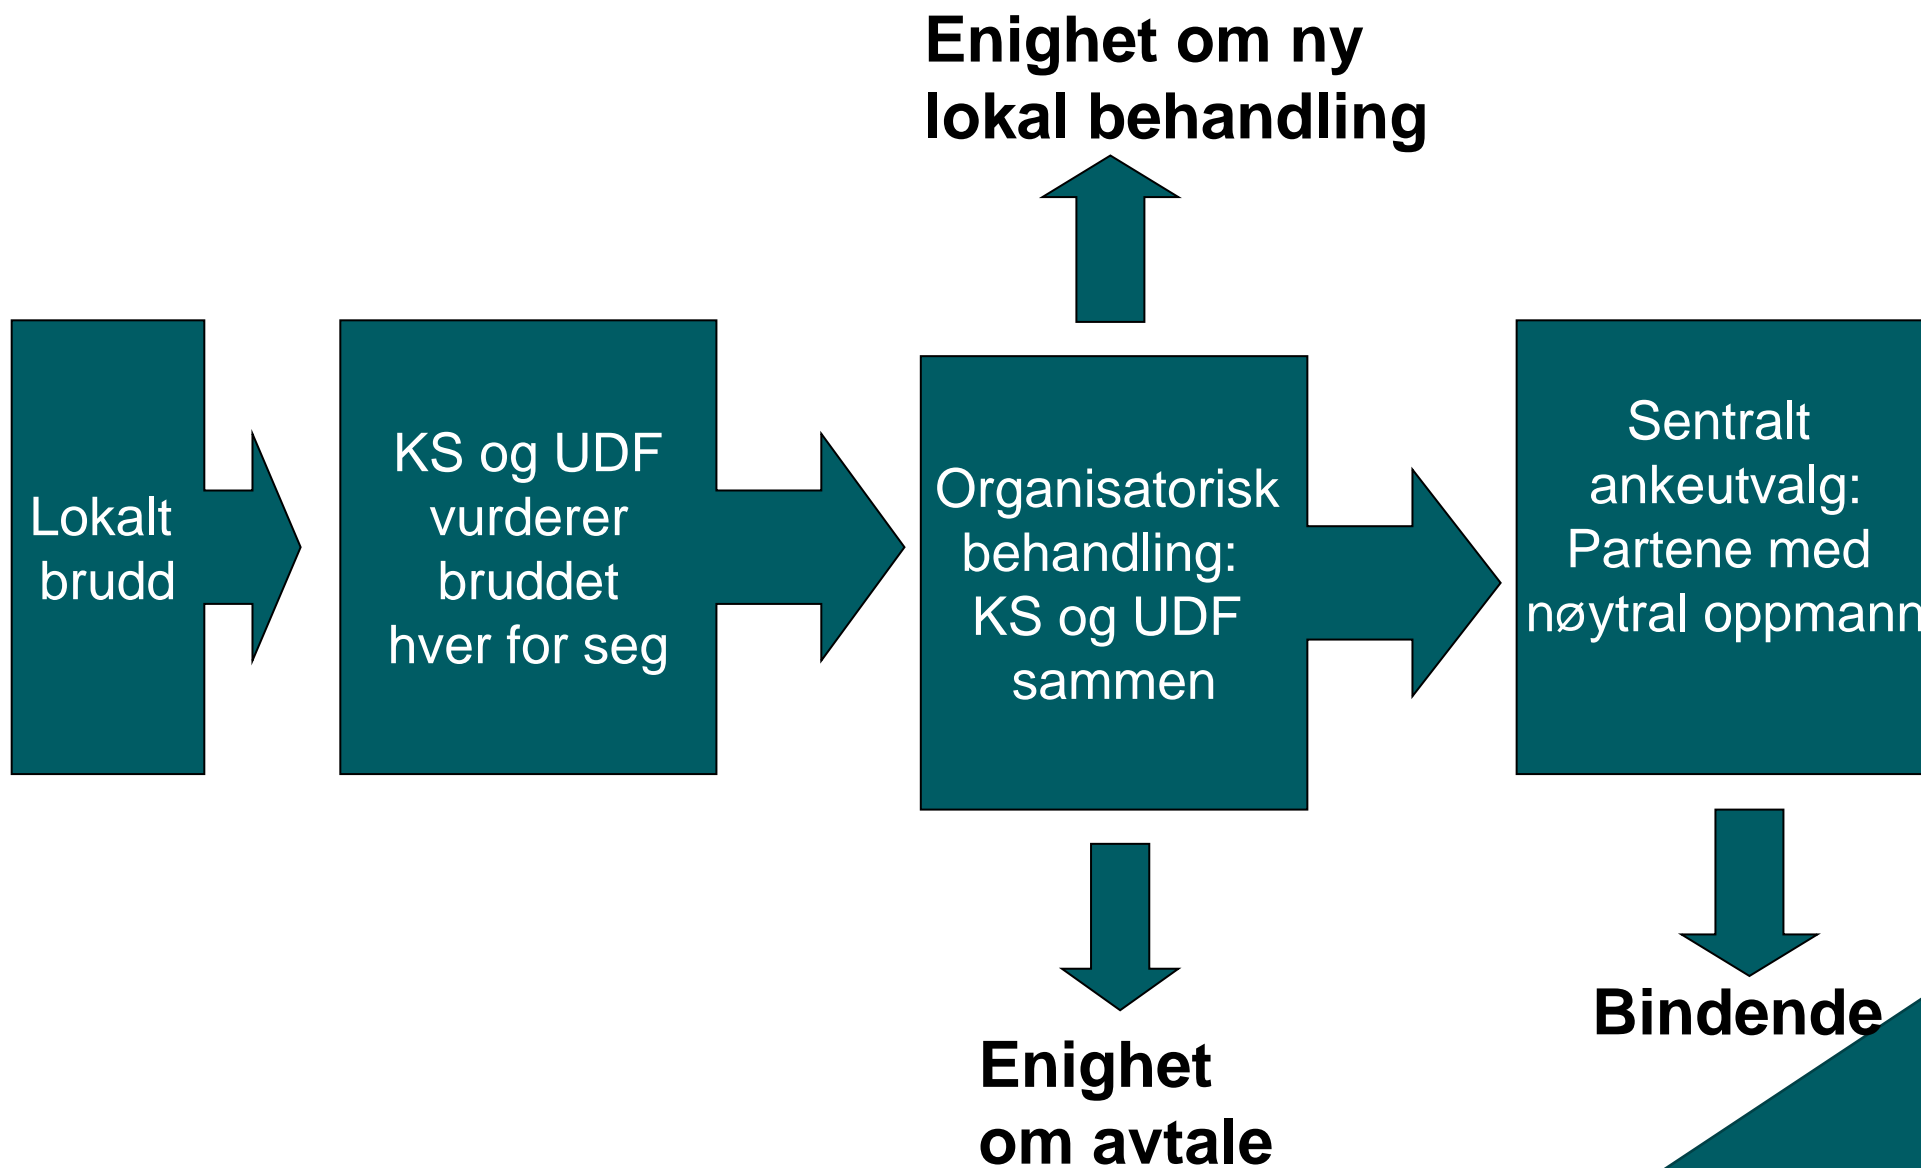 Enighet om ny
lokal behandling
Lokalt
brudd
KS og UDF
vurderer
bruddet
hver for seg
Organisatorisk
behandling:
KS og UDF
sammen
Sentralt
ankeutvalg:
Partene med
nøytral oppmann
Bindende
Enighet
om avtale